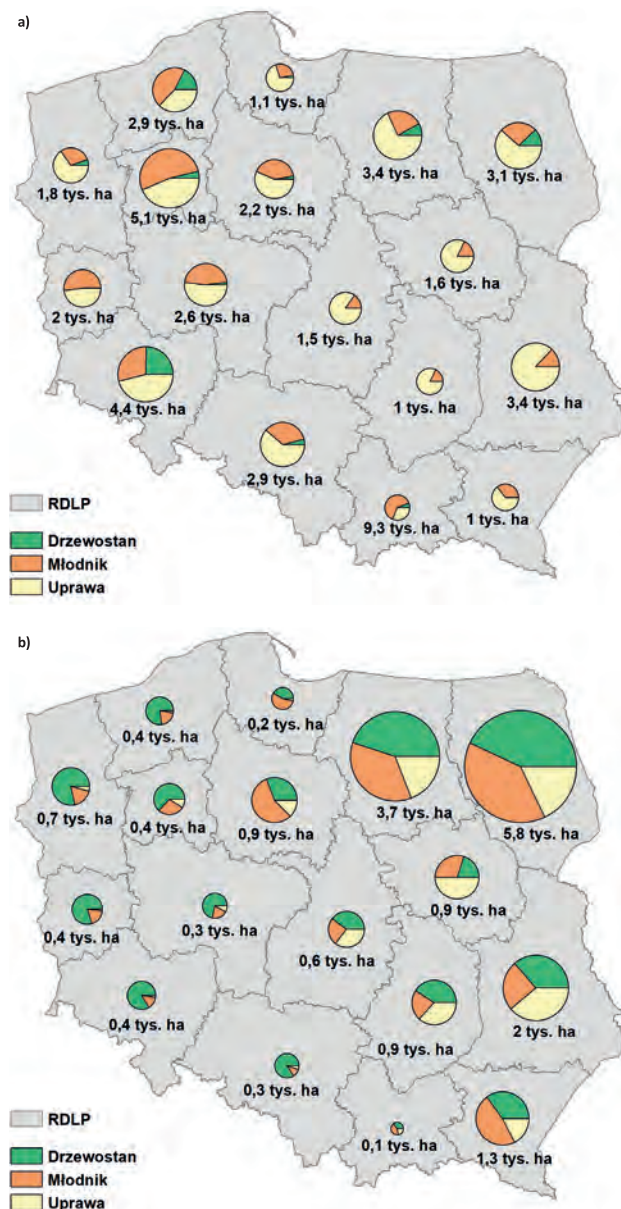 a)
2,9 tys. ha
1,1 tys. ha
3,4 tys. ha
3,1 tys. ha
1,8 tys. ha
5,1 tys. ha
2,2 tys. ha
1,6 tys. ha
2 tys. ha
2,6 tys. ha
1,5 tys. ha
4,4 tys. ha
1 tys. ha
3,4 tys. ha
2,9 tys. ha
9,3 tys. ha
1 tys. ha
RDLP
Drzewostan
Młodnik
Uprawa
b)
0,4 tys. ha
0,2 tys. ha
3,7 tys. ha
5,8 tys. ha
0,7 tys. ha
0,4 tys. ha
0,9 tys. ha
0,9 tys. ha
0,4 tys. ha
0,3 tys. ha
0,6 tys. ha
0,4 tys. ha
0,9 tys. ha
2 tys. ha
0,3 tys. ha
0,1 tys. ha
1,3 tys. ha
RDLP
Drzewostan
Młodnik
Uprawa